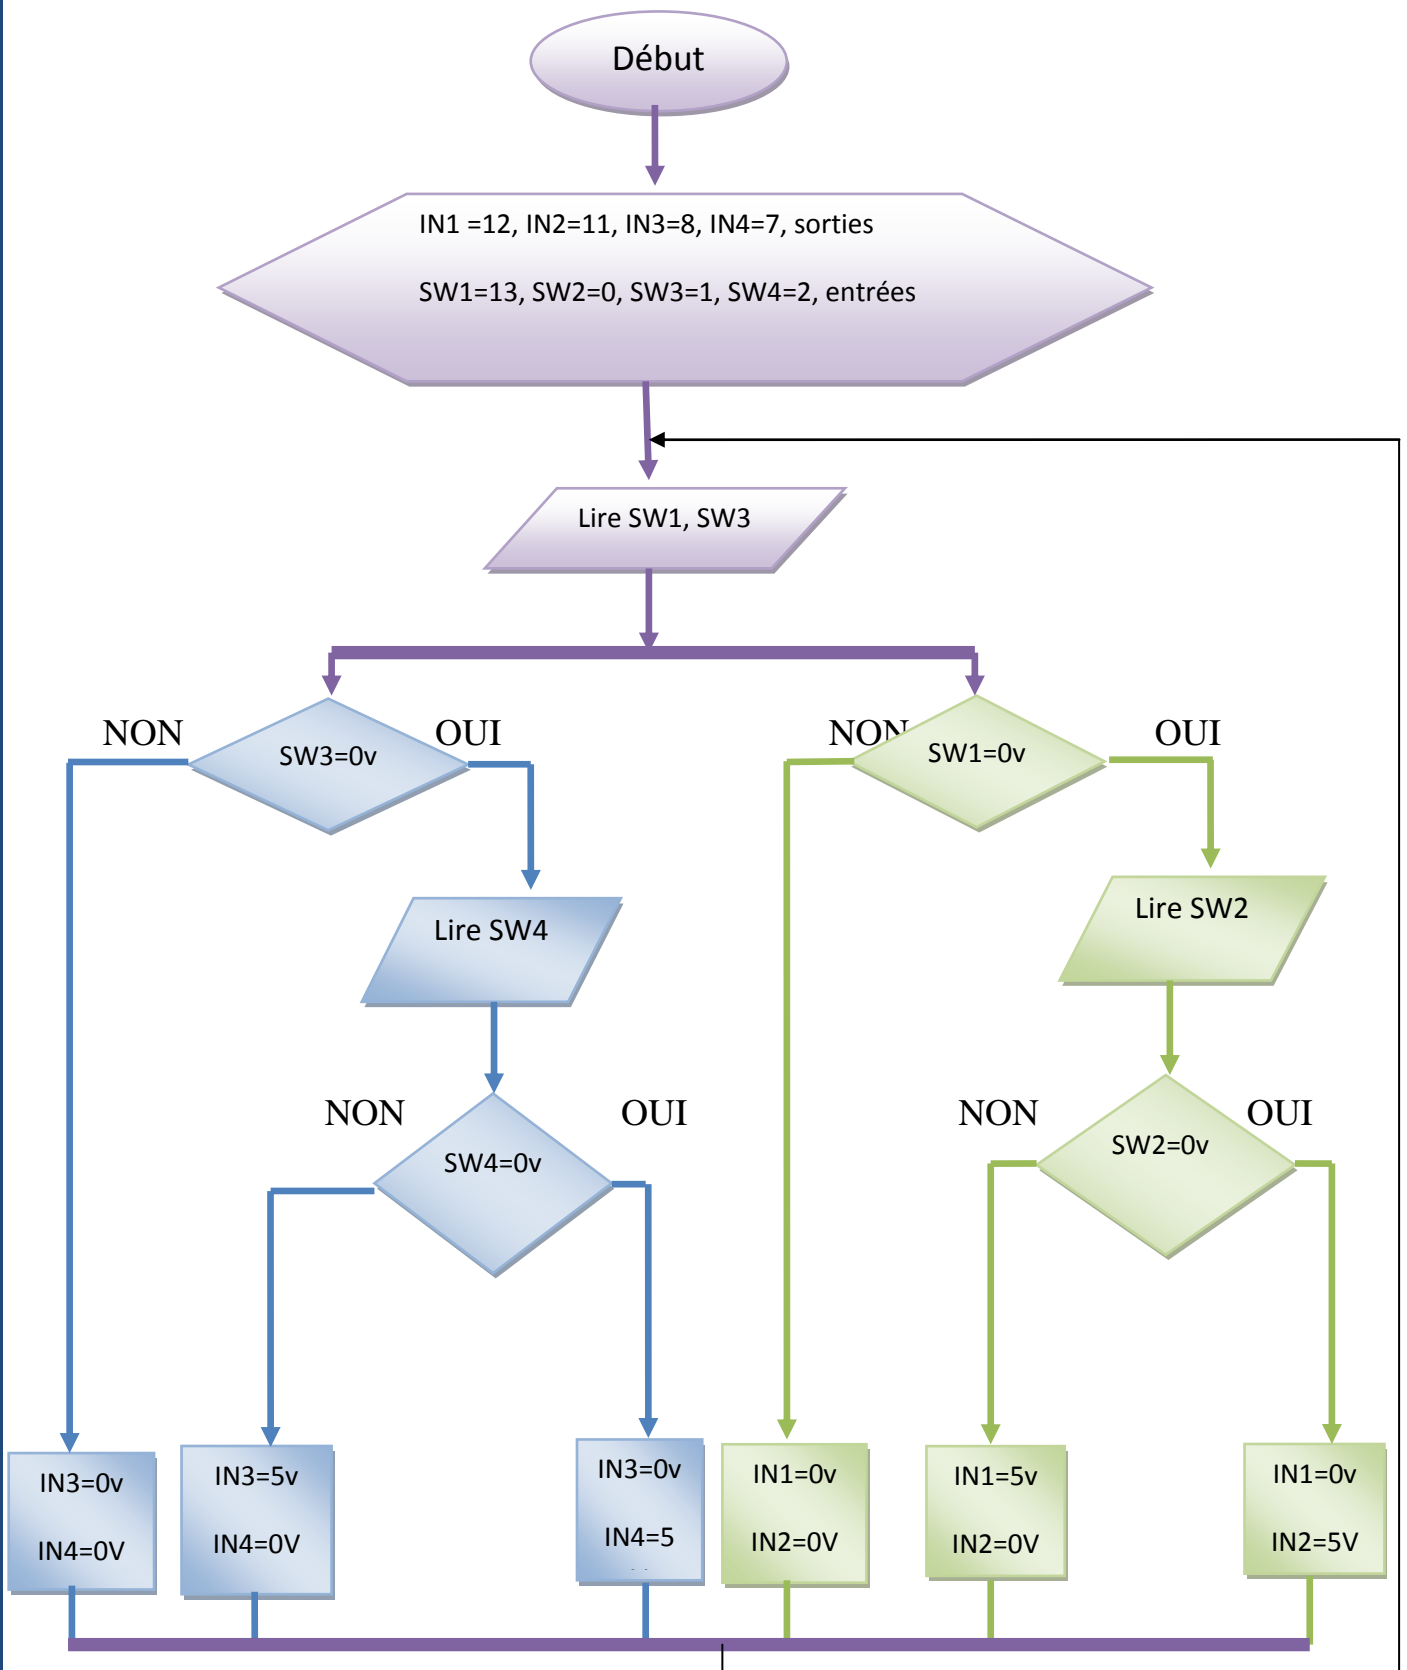 Début
IN1 =12, IN2=11, IN3=8, IN4=7, sorties
SW1=13, SW2=0, SW3=1, SW4=2, entrées
Lire SW1, SW3
NON
SW3=0v
OUI
NON
SW1=0v
OUI
Lire SW4
Lire SW2
NON
SW4=0v
OUI
NON
SW2=0v
OUI
IN3=0v
IN4=0V
IN3=5v
IN4=0V
IN3=0v
IN4=5
IN1=0v
IN2=0V
IN1=5v
IN2=0V
IN1=0v
IN2=5V